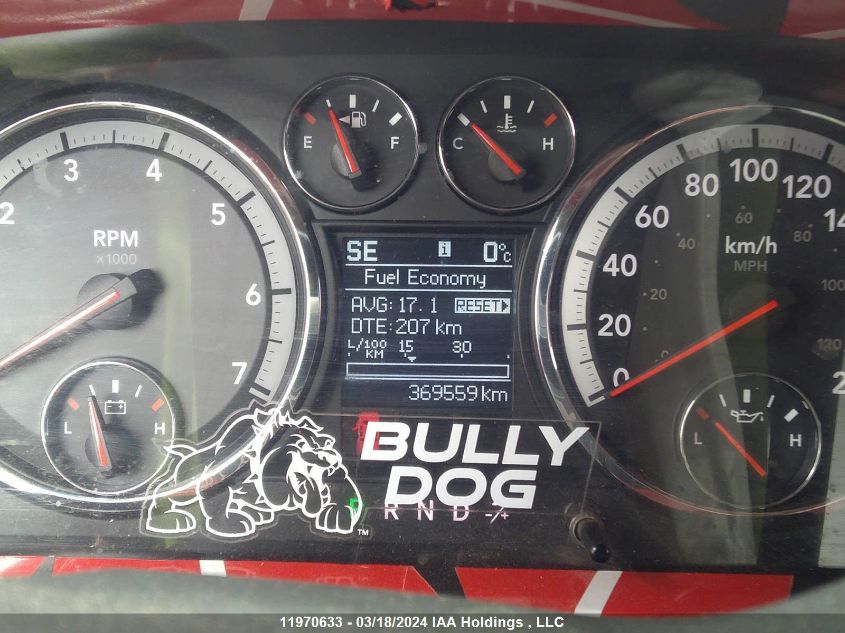 E F
C H
2 3 4 5 6 7
RPM
×1000
L H
SE i 0°C
Fuel Economy
AVG: 17.1 RESET
DTE: 207 km
L/100 KM 15 30
369559 km
0 20 40 60 80 100 120
20 40 60 80 100 120
km/h
MPH
L H
BULLY
DOG
TM
R N D -/+
11970633 - 03/18/2024 IAA Holdings , LLC